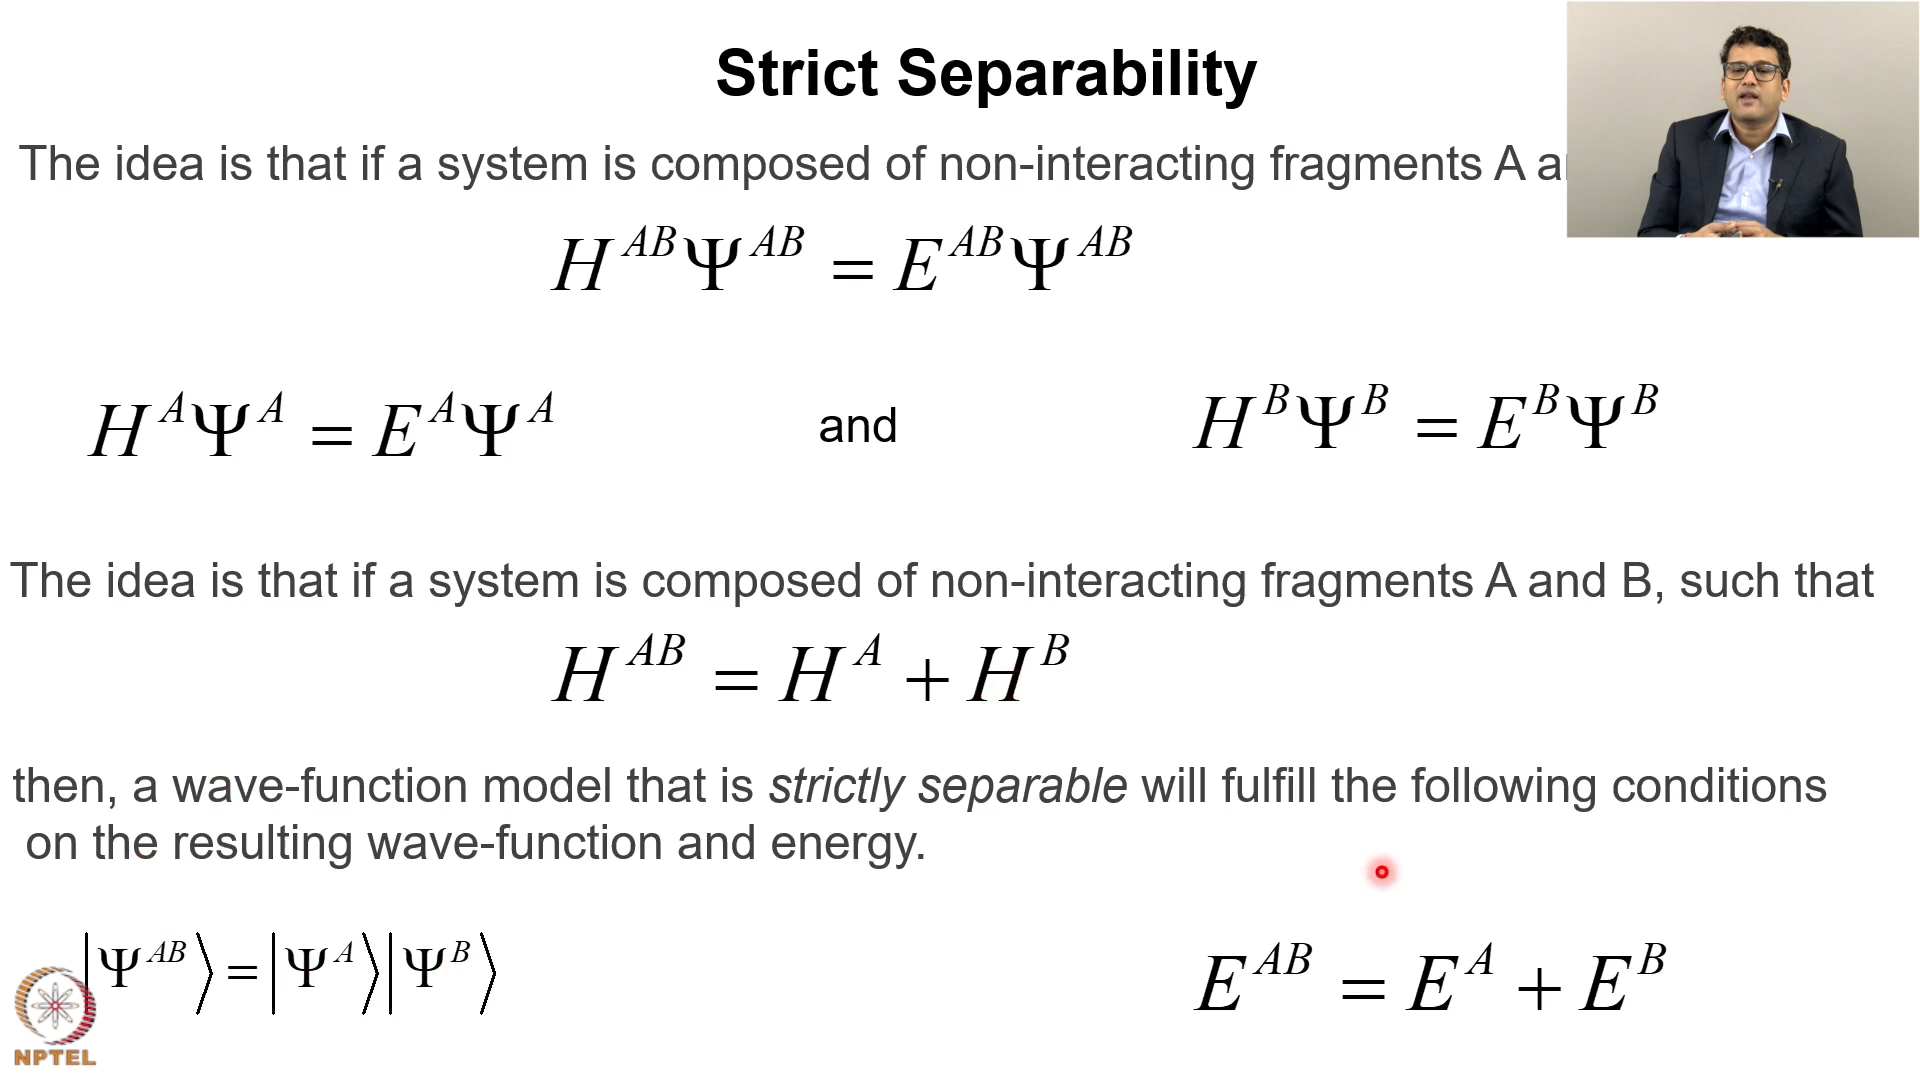 Strict Separability
The idea is that if a system is composed of non-interacting fragments A
H^{AB}Ψ^{AB} = E^{AB}Ψ^{AB}
H^{A}Ψ^{A} = E^{A}Ψ^{A} and H^{B}Ψ^{B} = E^{B}Ψ^{B}
The idea is that if a system is composed of non-interacting fragments A and B, such that
H^{AB} = H^{A} + H^{B}
then, a wave-function model that is strictly separable will fulfill the following conditions
on the resulting wave-function and energy.
|Ψ^{AB}⟩ = |Ψ^{A}⟩|Ψ^{B}⟩ E^{AB} = E^{A} + E^{B}
NPTEL